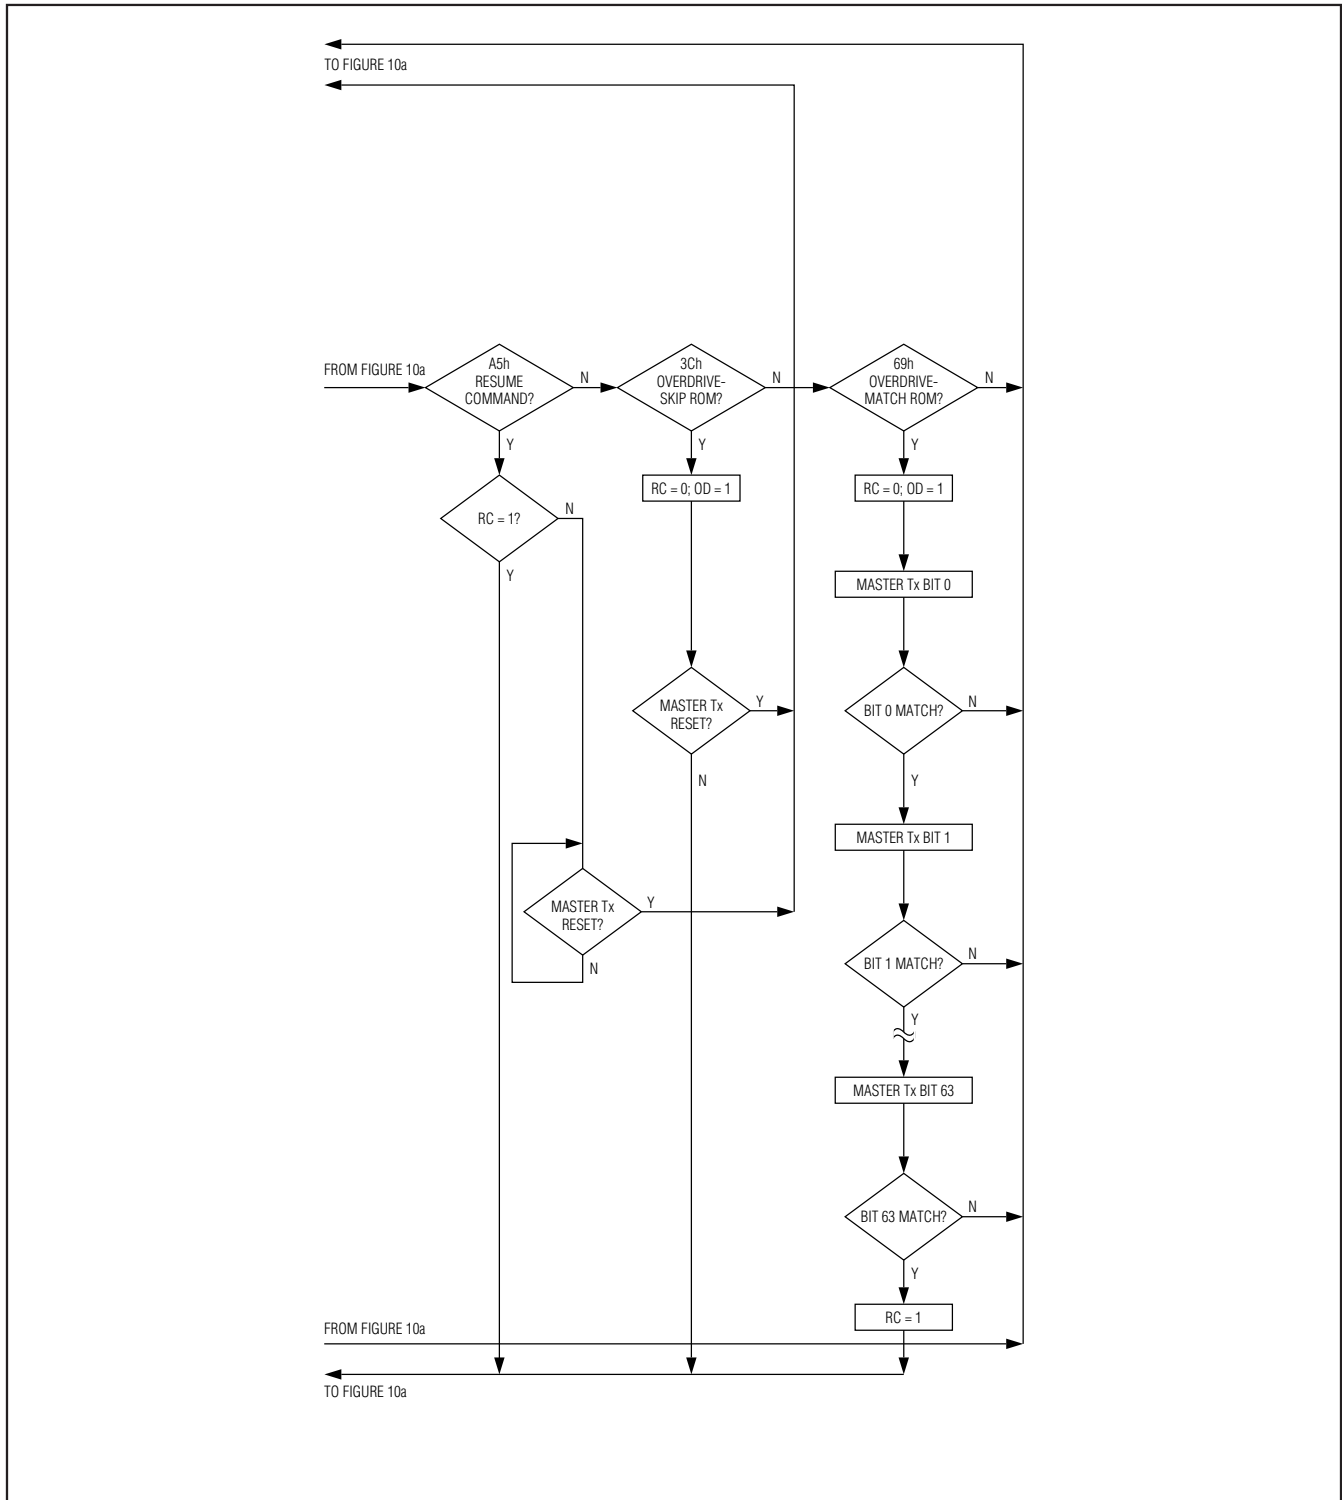 TO FIGURE 10a
FROM FIGURE 10a
A5h
RESUME
COMMAND?
N
3Ch
OVERDRIVE-
SKIP ROM?
N
69h
OVERDRIVE-
MATCH ROM?
N
Y
Y
Y
RC = 1?
N
Y
RC = 0; OD = 1
RC = 0; OD = 1
MASTER Tx BIT 0
MASTER Tx
RESET?
Y
N
BIT 0 MATCH?
N
Y
MASTER Tx BIT 1
MASTER Tx
RESET?
Y
N
BIT 1 MATCH?
N
Y
MASTER Tx BIT 63
BIT 63 MATCH?
N
Y
RC = 1
FROM FIGURE 10a
TO FIGURE 10a